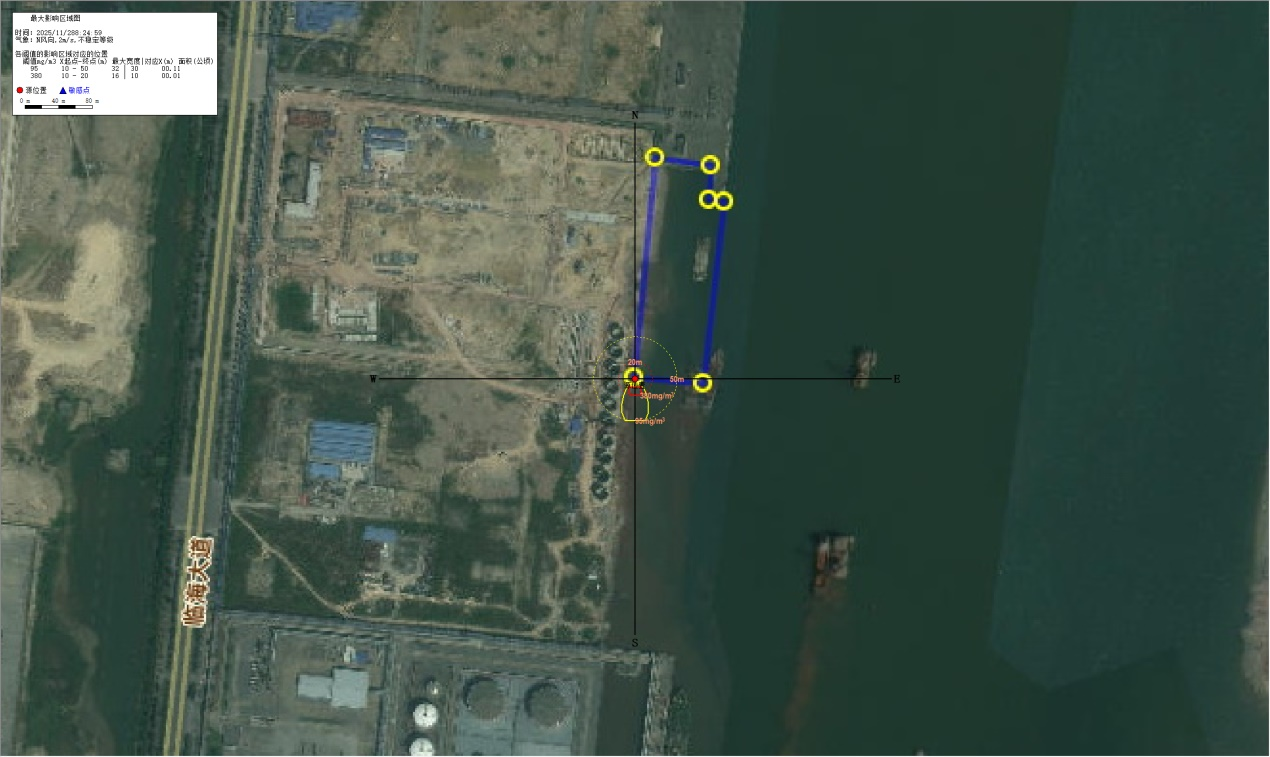 最大影响区域图
时间: 2025/11/288:24:59
气象: N风向,2m/s,不稳定等级
各阈值的影响区域对应的位置
阈值mg/m3 X起点-终点(m) 最大宽度|对应X(m) 面积(公顷)
95 10 - 50 32 | 30 00.11
380 10 - 20 16 | 10 00.01
源位置 敏感点
0 m 40 m 80 m
N
20m
W
50m
E
380mg/m³
95mg/m³
临海大道
S